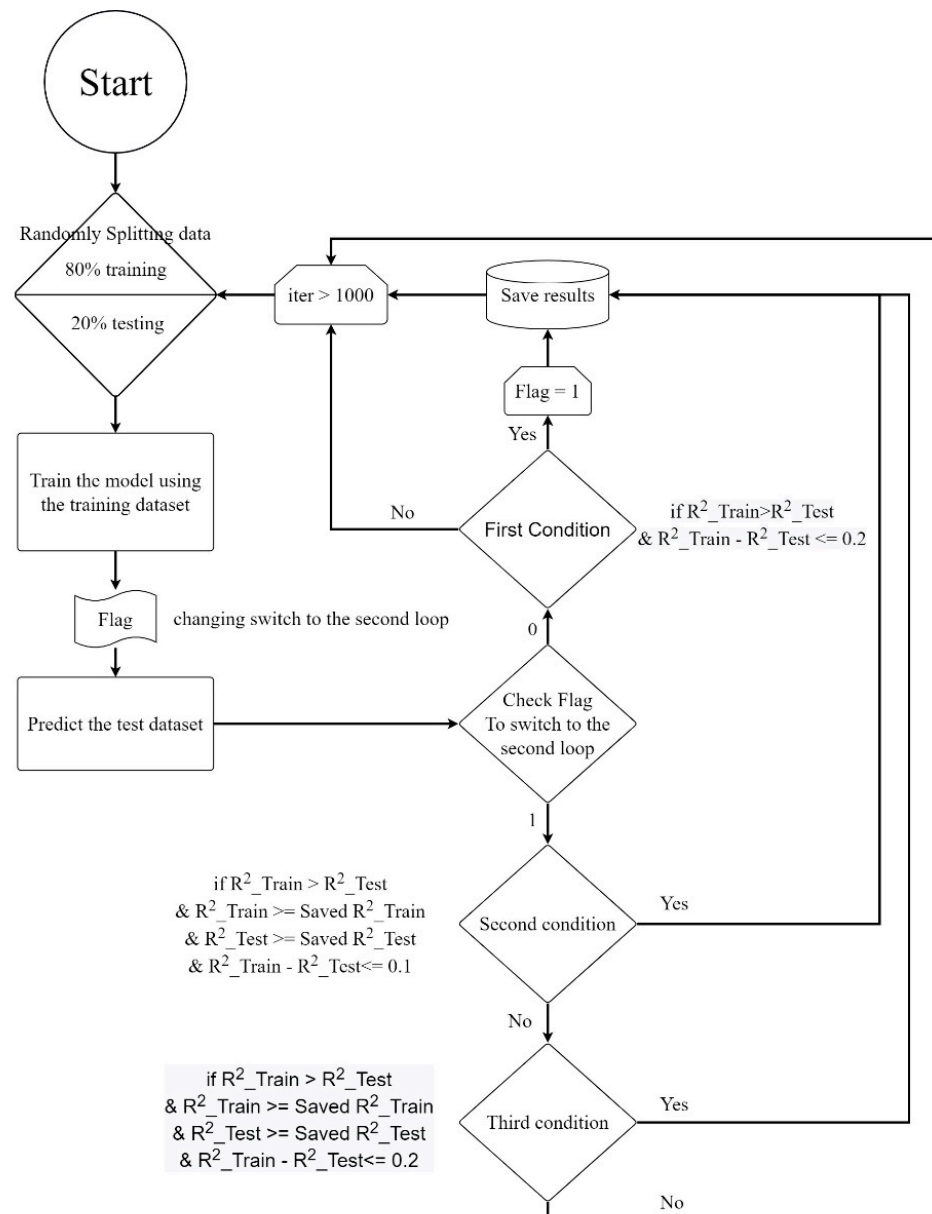 Start
Randomly Splitting data
80% training
20% testing
iter > 1000
Save results
Flag = 1
Yes
Train the model using
the training dataset
No
First Condition
if R²_Train>R²_Test
& R²_Train - R²_Test <= 0.2
Flag
changing switch to the second loop
0
Predict the test dataset
Check Flag
To switch to the
second loop
1
if R²_Train > R²_Test
& R²_Train >= Saved R²_Train
& R²_Test >= Saved R²_Test
& R²_Train - R²_Test<= 0.1
Second condition
Yes
No
if R²_Train > R²_Test
& R²_Train >= Saved R²_Train
& R²_Test >= Saved R²_Test
& R²_Train - R²_Test<= 0.2
Third condition
Yes
No